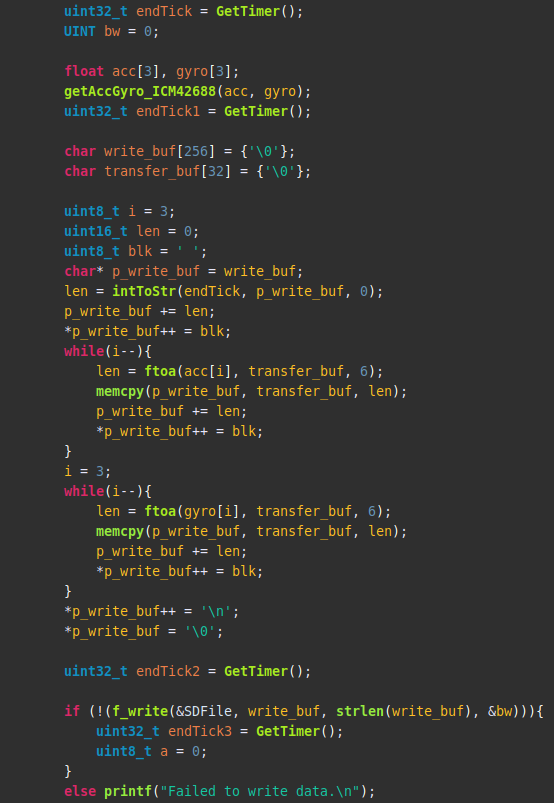 uint32_t endTick = GetTimer();
UINT bw = 0;
float acc[3], gyro[3];
getAccGyro_ICM42688(acc, gyro);
uint32_t endTick1 = GetTimer();
char write_buf[256] = {'\0'};
char transfer_buf[32] = {'\0'};
uint8_t i = 3;
uint16_t len = 0;
uint8_t blk = ' ';
char* p_write_buf = write_buf;
len = intToStr(endTick, p_write_buf, 0);
p_write_buf += len;
*p_write_buf++ = blk;
while(i--){
len = ftoa(acc[i], transfer_buf, 6);
memcpy(p_write_buf, transfer_buf, len);
p_write_buf += len;
*p_write_buf++ = blk;
}
i = 3;
while(i--){
len = ftoa(gyro[i], transfer_buf, 6);
memcpy(p_write_buf, transfer_buf, len);
p_write_buf += len;
*p_write_buf++ = blk;
}
*p_write_buf++ = '\n';
*p_write_buf = '\0';
uint32_t endTick2 = GetTimer();
if (!(f_write(&SDFile, write_buf, strlen(write_buf), &bw))){
uint32_t endTick3 = GetTimer();
uint8_t a = 0;
}
else printf("Failed to write data.\n");